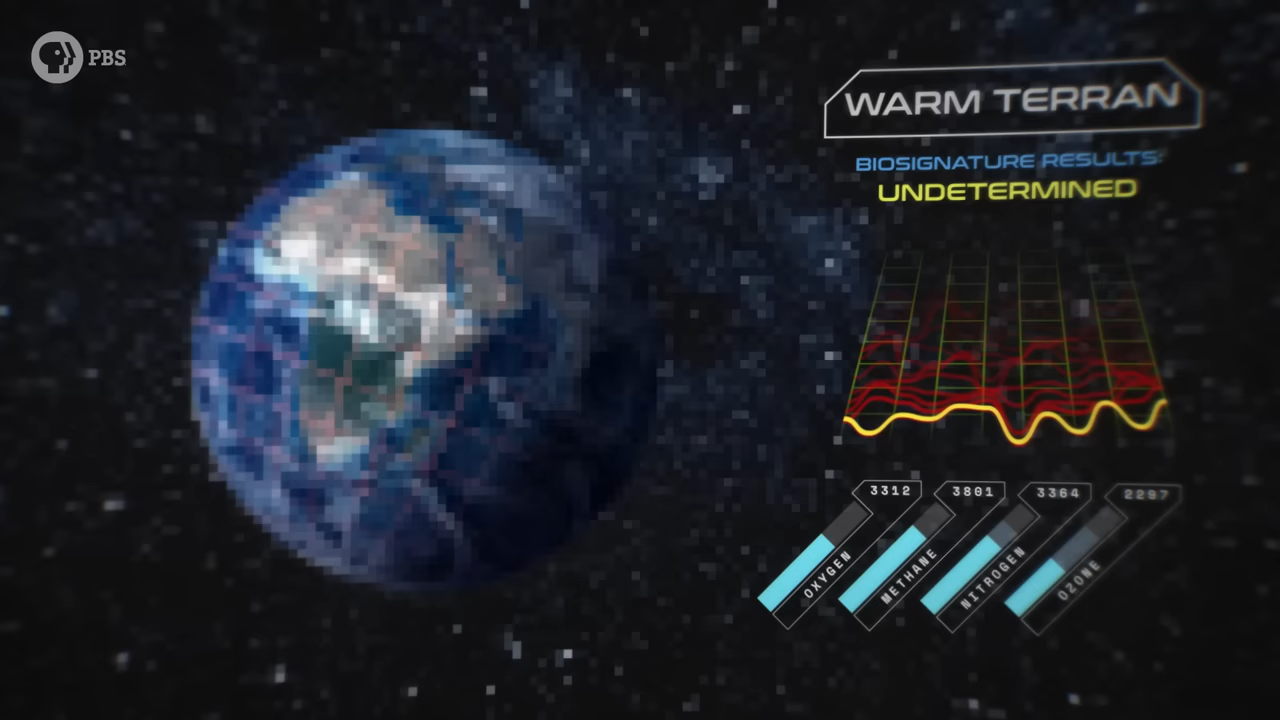 PBS
WARM TERRAN
BIOSIGNATURE RESULTS:
UNDETERMINED
3312
3801
3364
2297
OXYGEN
METHANE
NITROGEN
OZONE